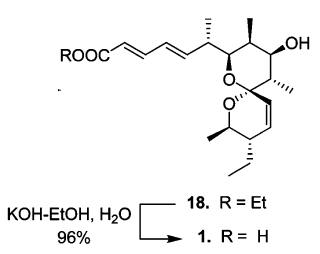 ROOC
OH
O
O
18. R = Et
KOH-EtOH, H₂O
96%
1. R = H